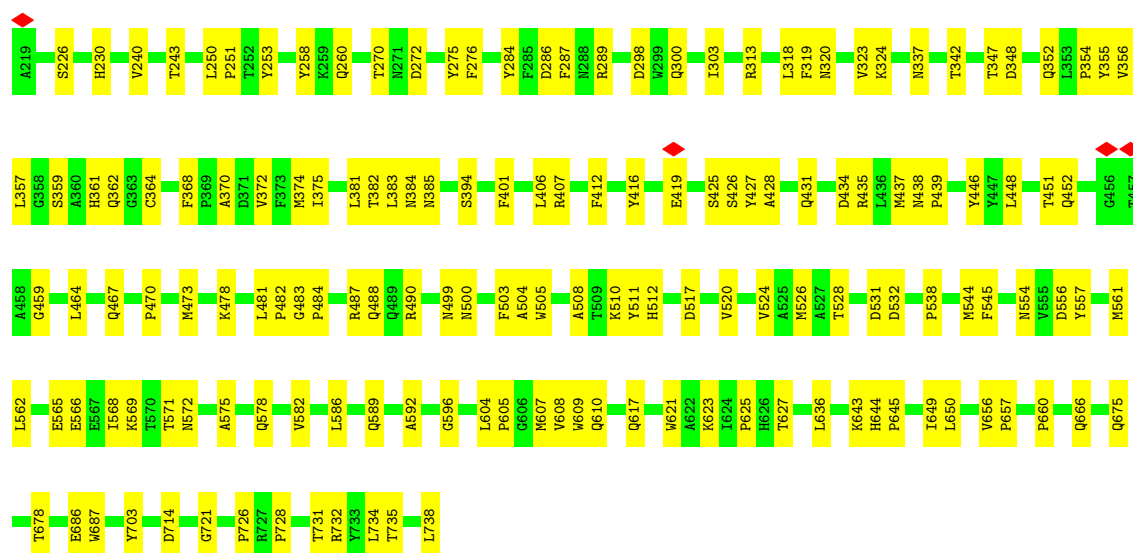 A219 S226 H230 V240 T243 L250 P251 T252 Y253 Y258 K259 Q260 T270 N271 D272 Y275 F276 Y284 F285 D286 F287 N288 R289 D298 W299 Q300 I303 R313 L318 F319 N320 V323 K324 N337 T342 T347 D348 Q352 L353 P354 Y355 V356
L357 G358 S359 A360 H361 Q362 G363 C364 F368 P369 A370 D371 V372 F373 M374 I375 L381 T382 L383 N384 N385 S394 F401 L406 R407 F412 Y416 E419 S425 S426 Y427 A428 Q431 D434 R435 L436 M437 N438 P439 Y446 Y447 L448 T451 Q452 G456 T457
A458 G459 L464 Q467 P470 M473 K478 L481 P482 G483 P484 R487 Q488 Q489 R490 N499 N500 F503 A504 W505 A508 T509 K510 Y511 H512 D517 V520 V524 A525 M526 A527 T528 D531 D532 P538 M544 F545 N554 V555 D556 Y557 M561
L562 E565 E566 E567 I568 K569 T570 T571 N572 A575 Q578 V582 L586 Q589 A592 G596 L604 P605 G606 M607 V608 W609 Q610 Q617 W621 A622 K623 I624 P625 H626 T627 L636 K643 H644 P645 I649 L650 V656 P657 P660 Q666 Q675
T678 E686 W687 Y703 D714 G721 P726 R727 P728 T731 R732 Y733 L734 T735 L738